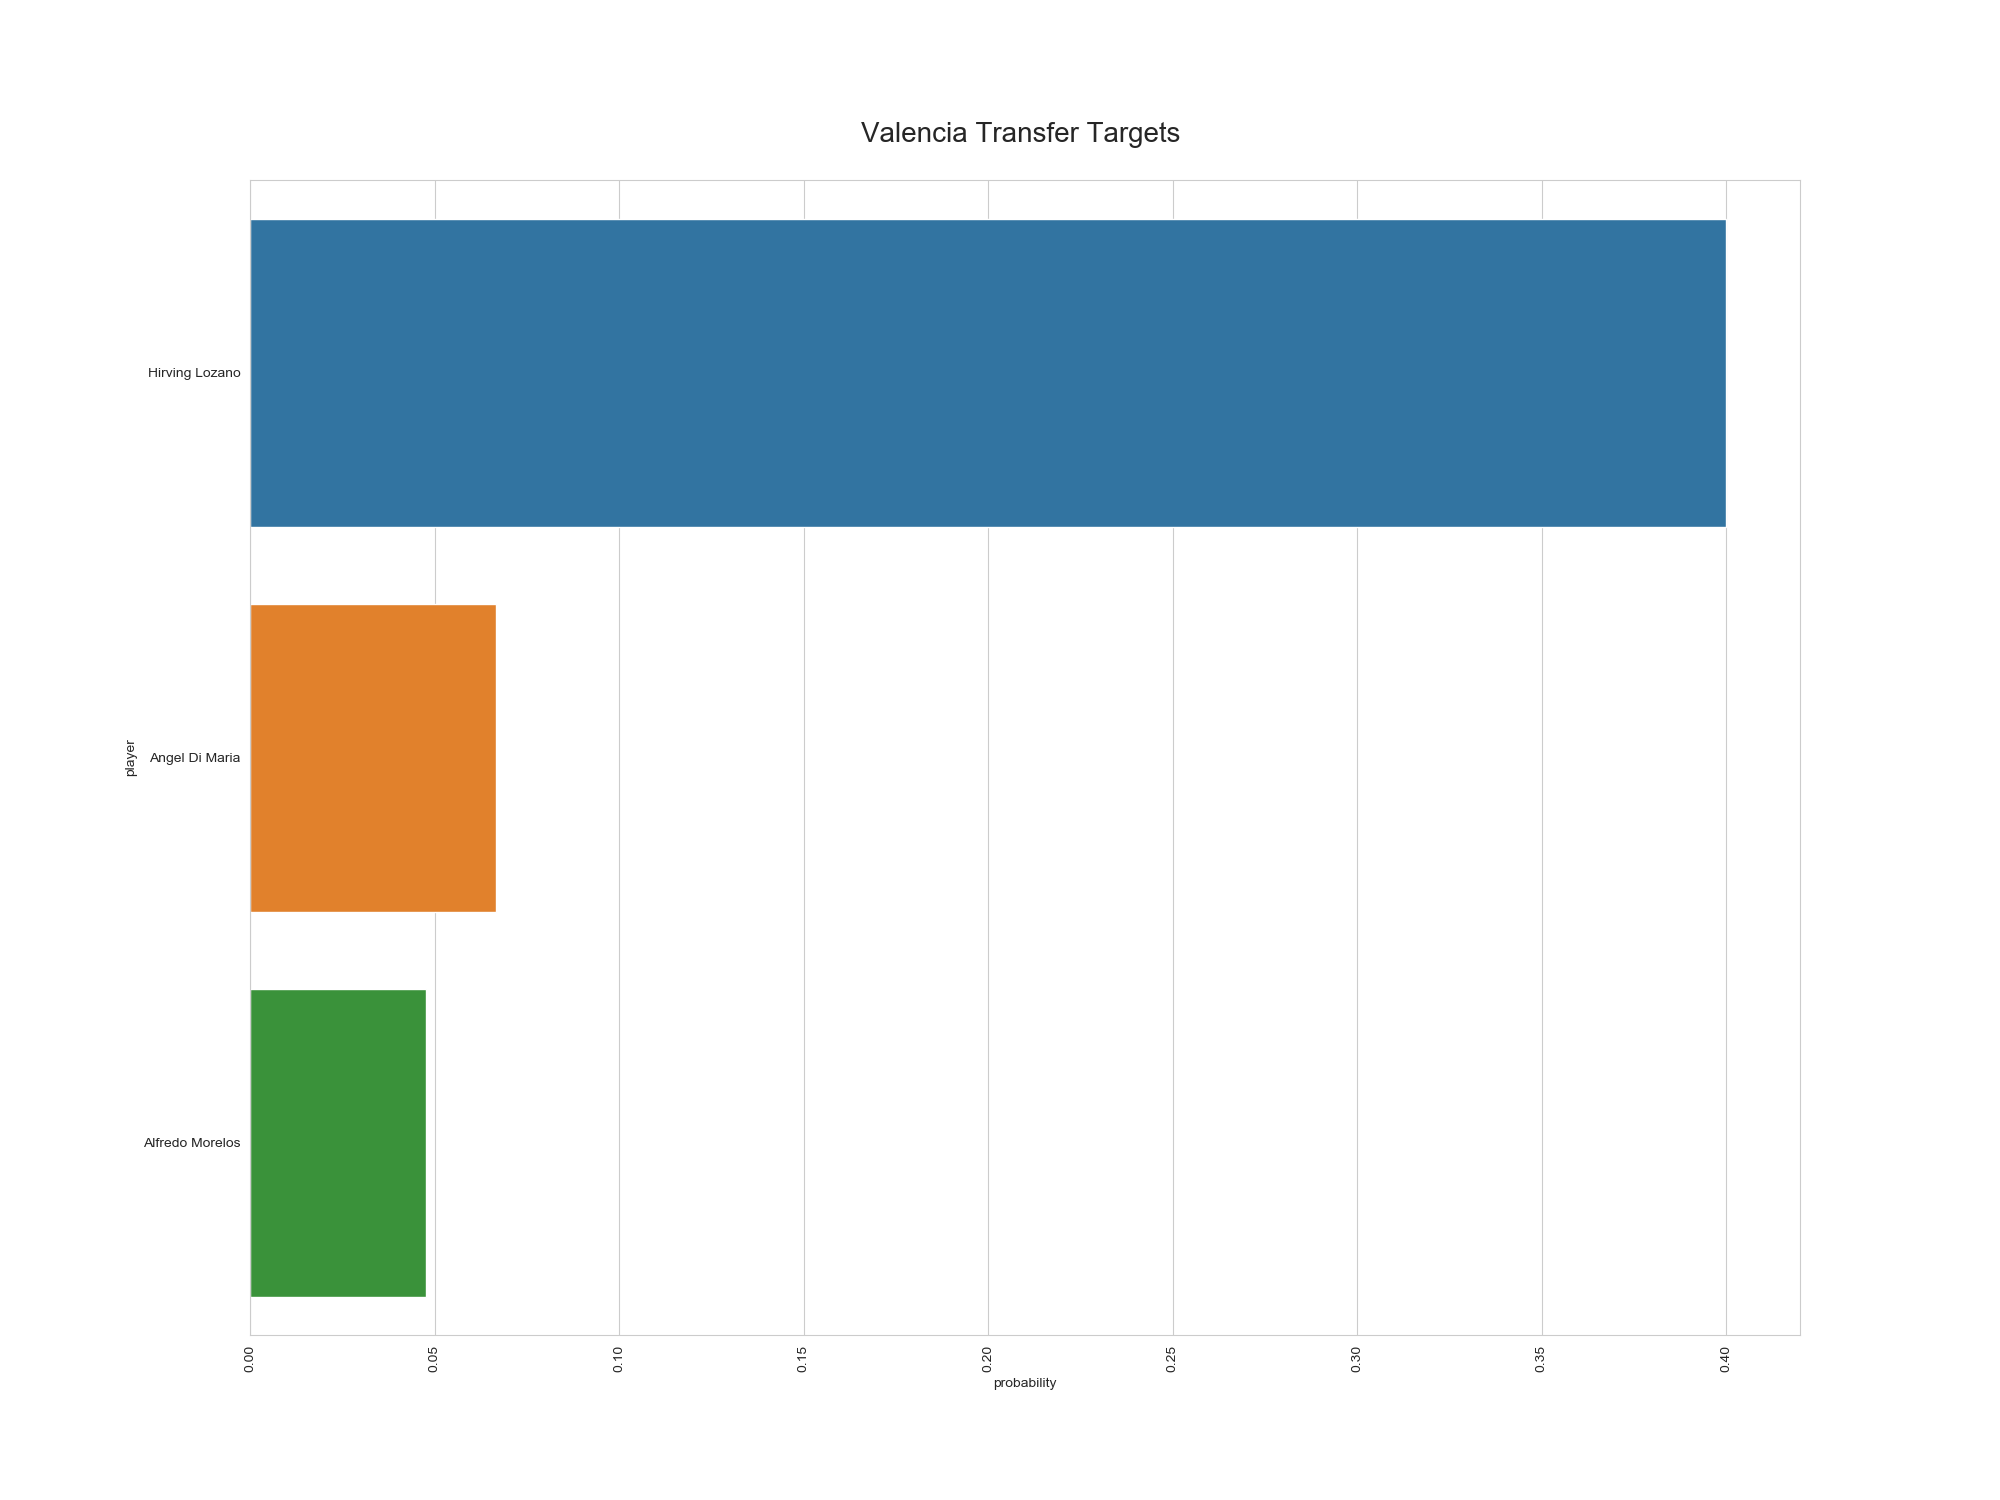 Valencia Transfer Targets
Hirving Lozano
Angel Di Maria
Alfredo Morelos
player
0.00 0.05 0.10 0.15 0.20 0.25 0.30 0.35 0.40
probability